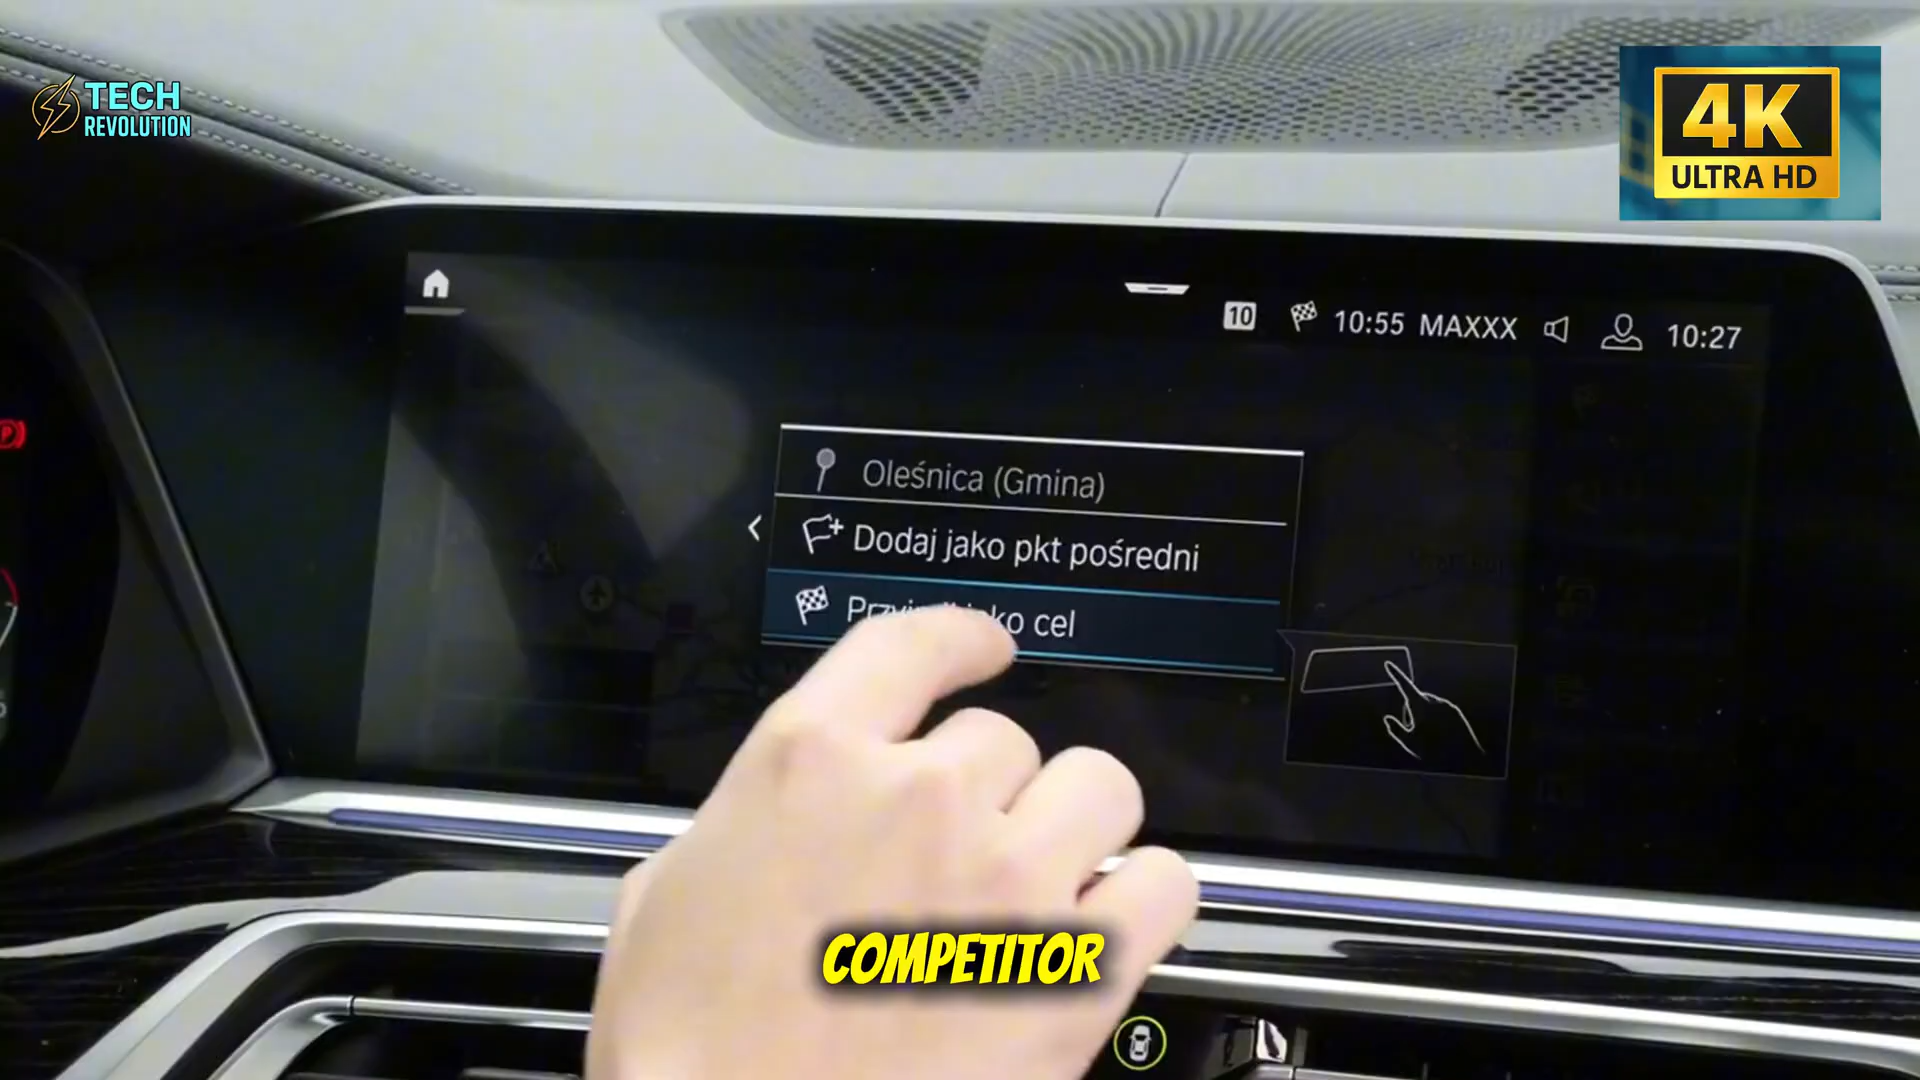 TECH
REVOLUTION
4K
ULTRA HD
10 10:55 MAXXX 10:27
Oleśnica (Gmina)
Dodaj jako pkt pośredni
jako cel
P
COMPETITOR